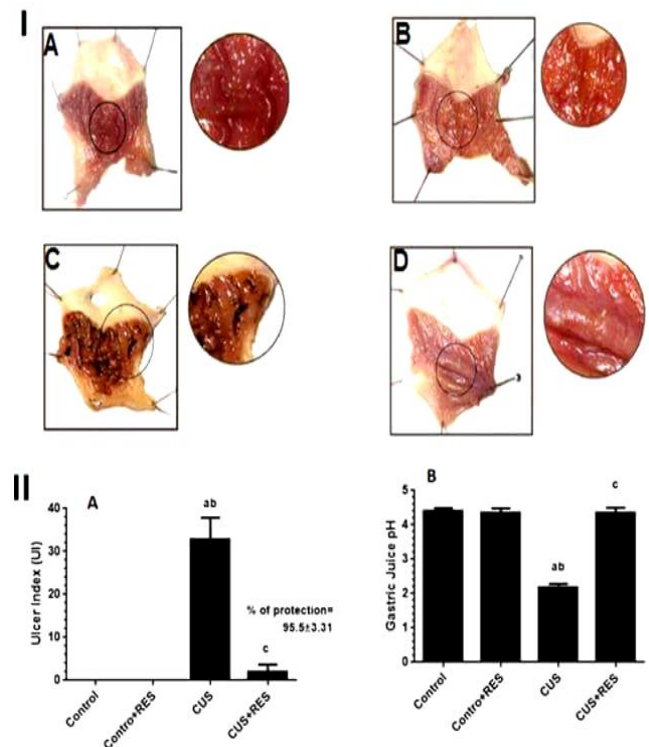 I
A
B
C
D
II
A
Ulcer Index (UI)
40
30
20
10
0
ab
% of protection=
95.5±3.31
c
Control
Contro+RES
CUS
CUS+RES
B
Gastric Juice pH
5
4
3
2
1
0
ab
c
Control
Contro+RES
CUS
CUS+RES